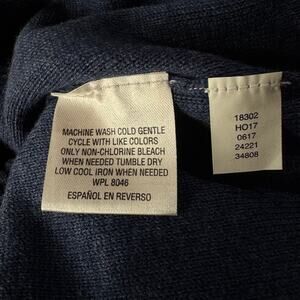 MACHINE WASH COLD GENTLE
CYCLE WITH LIKE COLORS
ONLY NON-CHLORINE BLEACH
WHEN NEEDED TUMBLE DRY
LOW COOL IRON WHEN NEEDED
WPL 8046
ESPAÑOL EN REVERSO
18302
HO17
0617
24221
34808